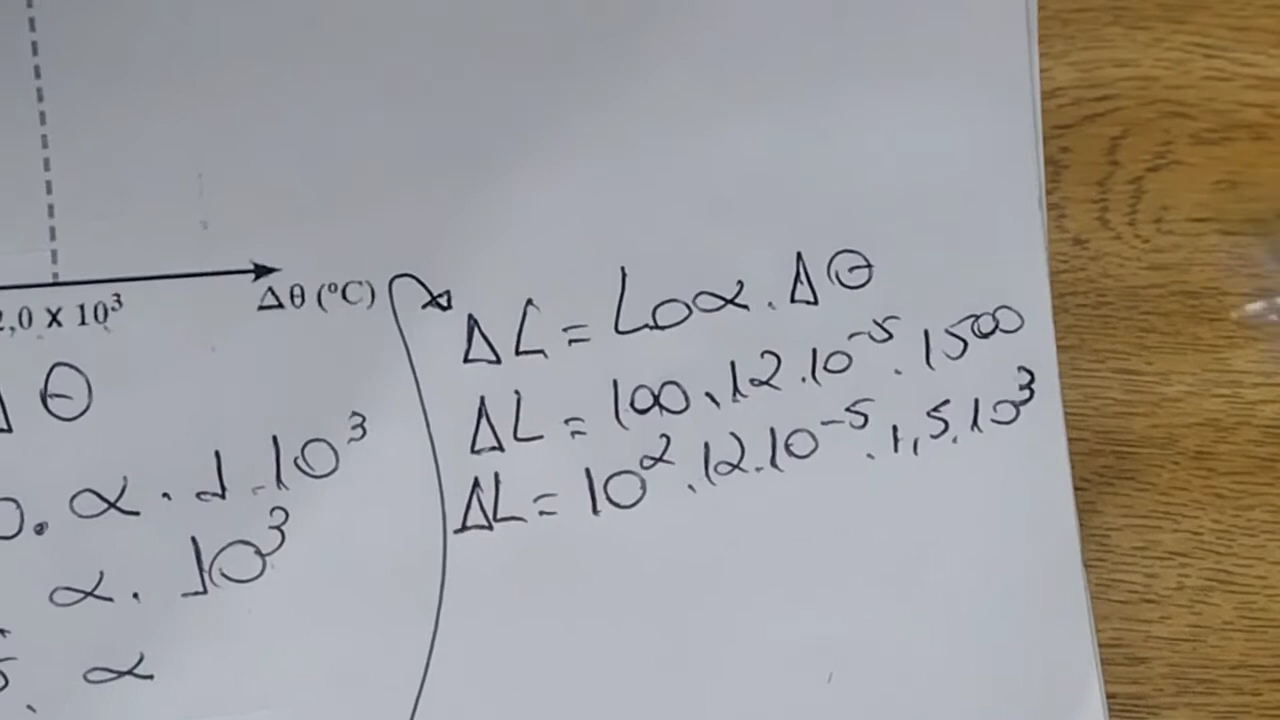 2,0 X 10³
Δθ (°C)
θ
. α . 1 . 10³
α . 10³
. α
ΔL = Lo α . Δθ
ΔL = 100 . 12 . 10⁻⁵ . 1500
ΔL = 10² . 12 . 10⁻⁵ . 1,5 . 10³